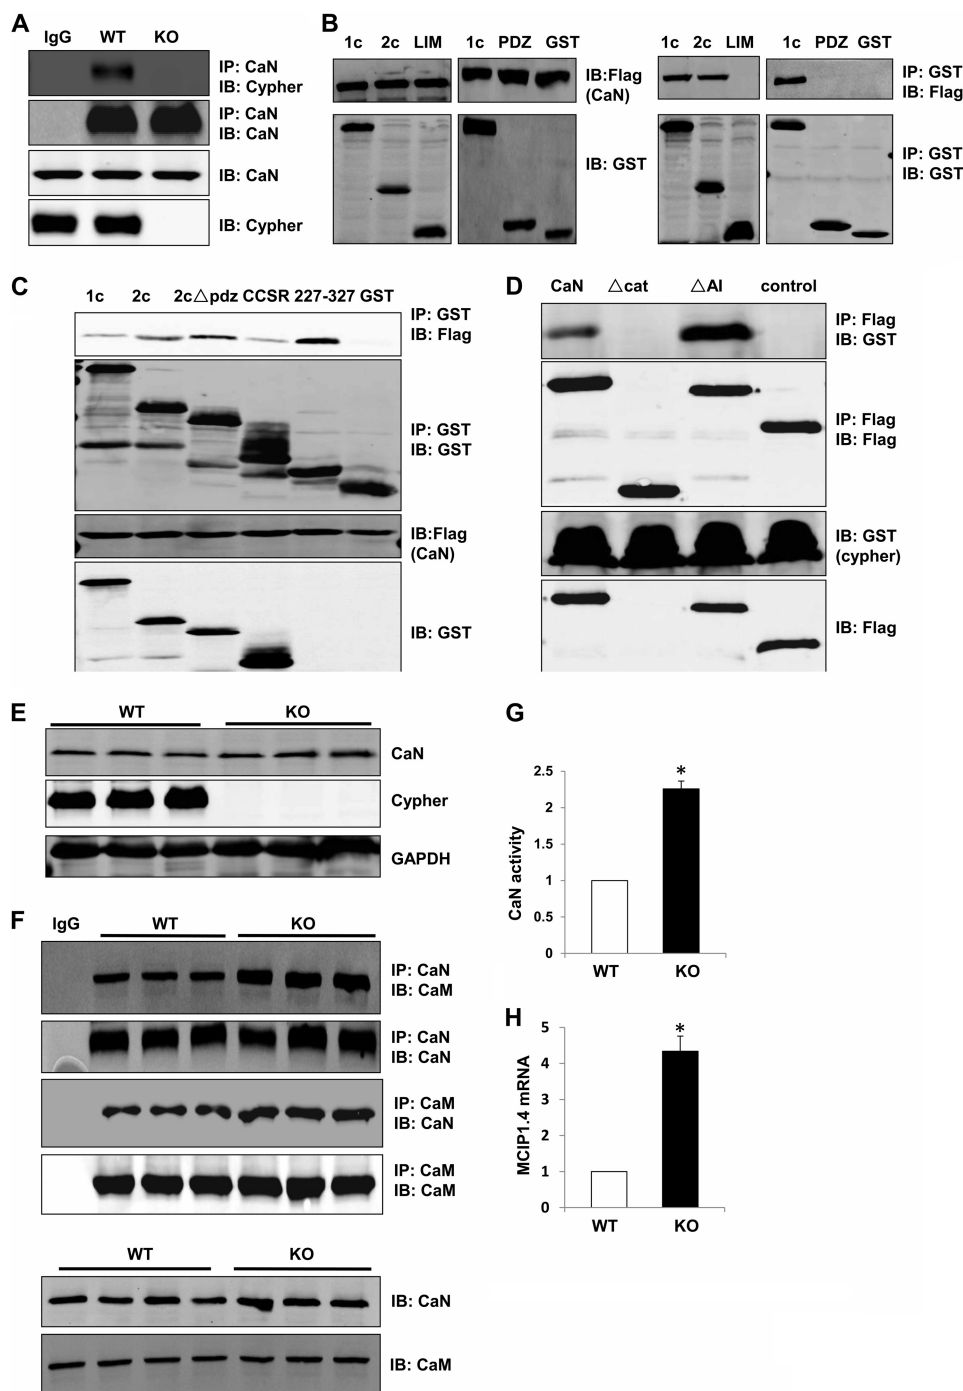 A
IgG WT KO
IP: CaN
IB: Cypher
IP: CaN
IB: CaN
IB: CaN
IB: Cypher
B
1c 2c LIM 1c PDZ GST
IB:Flag
(CaN)
IB: GST
1c 2c LIM 1c PDZ GST
IP: GST
IB: Flag
IP: GST
IB: GST
C
1c 2c 2c△pdz CCSR 227-327 GST
IP: GST
IB: Flag
IP: GST
IB: GST
IB:Flag
(CaN)
IB: GST
D
CaN △cat △AI control
IP: Flag
IB: GST
IP: Flag
IB: Flag
IB: GST
(cypher)
IB: Flag
E
WT KO
CaN
Cypher
GAPDH
F
IgG WT KO
IP: CaN
IB: CaM
IP: CaN
IB: CaN
IP: CaM
IB: CaN
IP: CaM
IB: CaM
WT KO
IB: CaN
IB: CaM
G
CaN activity
2.5
2
1
0.5
0
*
WT KO
H
MCIP1.4 mRNA
5
4
3
2
1
0
*
WT KO